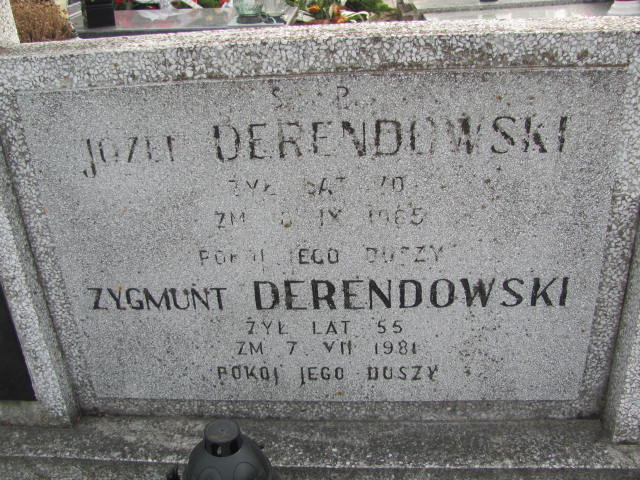 Ś. P.
JÓZEF DERENDOWSKI
ŻYŁ LAT 70
ZM IX 1965
POKÓJ JEGO DUSZY
ZYGMUNT DERENDOWSKI
ŻYŁ LAT 55
ZM 7 VII 1981
POKÓJ JEGO DUSZY